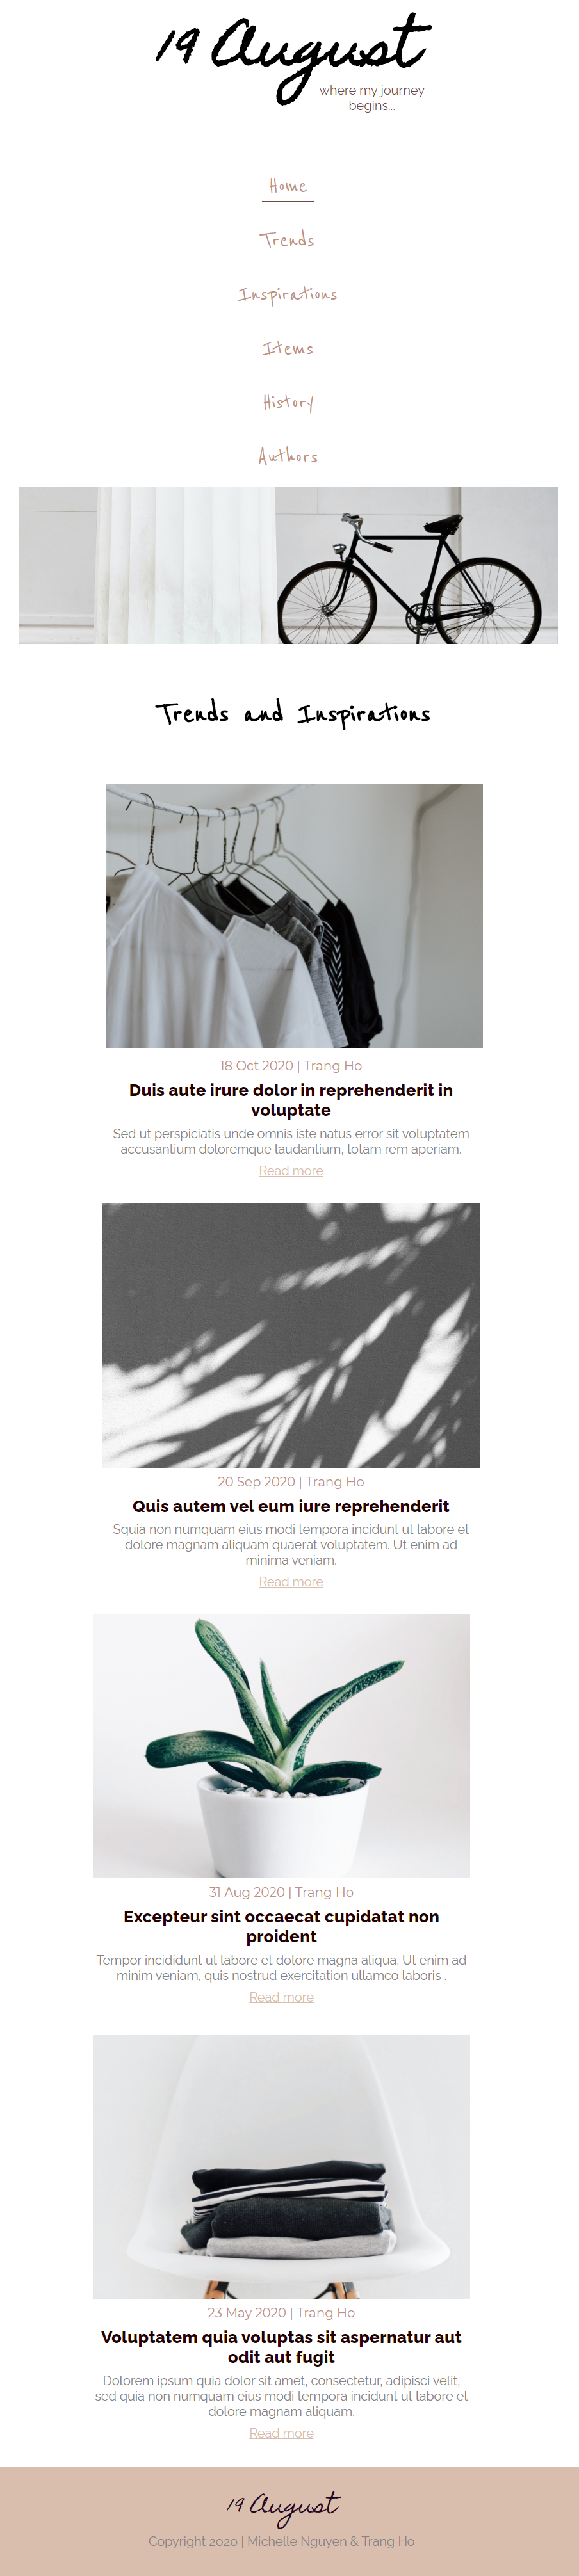 19 August
where my journey
begins...
Home
Trends
Inspirations
Items
History
Authors
Trends and Inspirations
18 Oct 2020 | Trang Ho
Duis aute irure dolor in reprehenderit in
voluptate
Sed ut perspiciatis unde omnis iste natus error sit voluptatem
accusantium doloremque laudantium, totam rem aperiam.
Read more
20 Sep 2020 | Trang Ho
Quis autem vel eum iure reprehenderit
Squia non numquam eius modi tempora incidunt ut labore et
dolore magnam aliquam quaerat voluptatem. Ut enim ad
minima veniam.
Read more
31 Aug 2020 | Trang Ho
Excepteur sint occaecat cupidatat non
proident
Tempor incididunt ut labore et dolore magna aliqua. Ut enim ad
minim veniam, quis nostrud exercitation ullamco laboris .
Read more
23 May 2020 | Trang Ho
Voluptatem quia voluptas sit aspernatur aut
odit aut fugit
Dolorem ipsum quia dolor sit amet, consectetur, adipisci velit,
sed quia non numquam eius modi tempora incidunt ut labore et
dolore magnam aliquam.
Read more
19 August
Copyright 2020 | Michelle Nguyen & Trang Ho